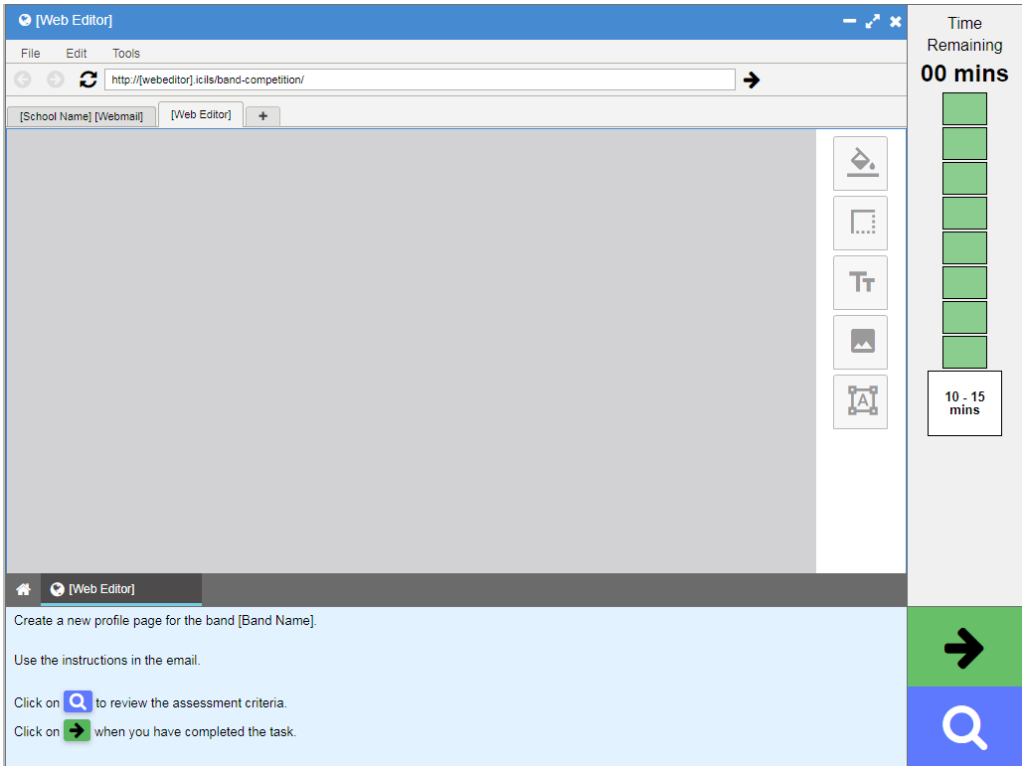 [Web Editor]
File Edit Tools
http://[webeditor].icils/band-competition/
[School Name] [Webmail] [Web Editor] +
Tт
A
[Web Editor]
Create a new profile page for the band [Band Name].
Use the instructions in the email.
Click on to review the assessment criteria.
Click on when you have completed the task.
Time
Remaining
00 mins
10 - 15
mins